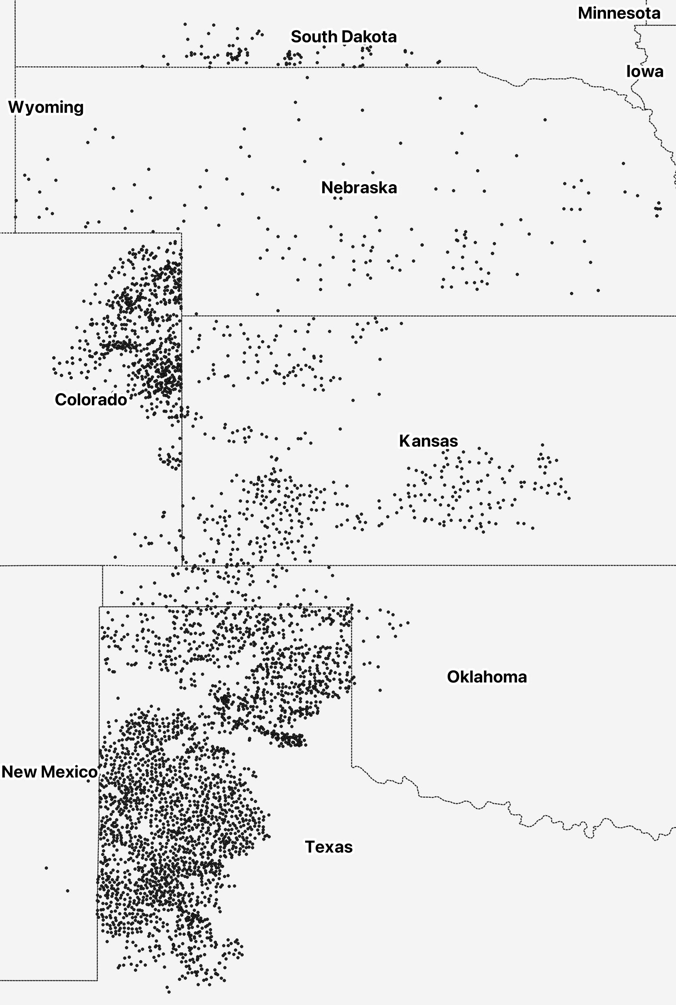 Minnesota
South Dakota
Iowa
Wyoming
Nebraska
Colorado
Kansas
Oklahoma
New Mexico
Texas